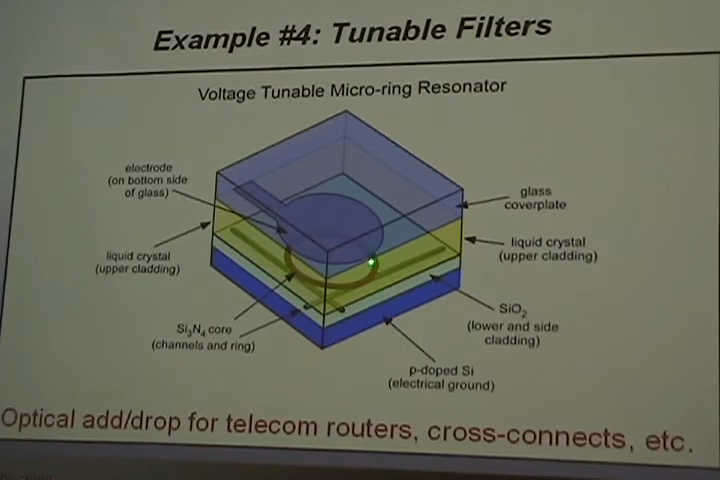 Example #4: Tunable Filters
Voltage Tunable Micro-ring Resonator
electrode
(on bottom side
of glass)
glass
coverplate
liquid crystal
(upper cladding)
liquid crystal
(upper cladding)
Si3N4 core
(channels and ring)
SiO2
(lower and side
cladding)
p-doped Si
(electrical ground)
Optical add/drop for telecom routers, cross-connects, etc.